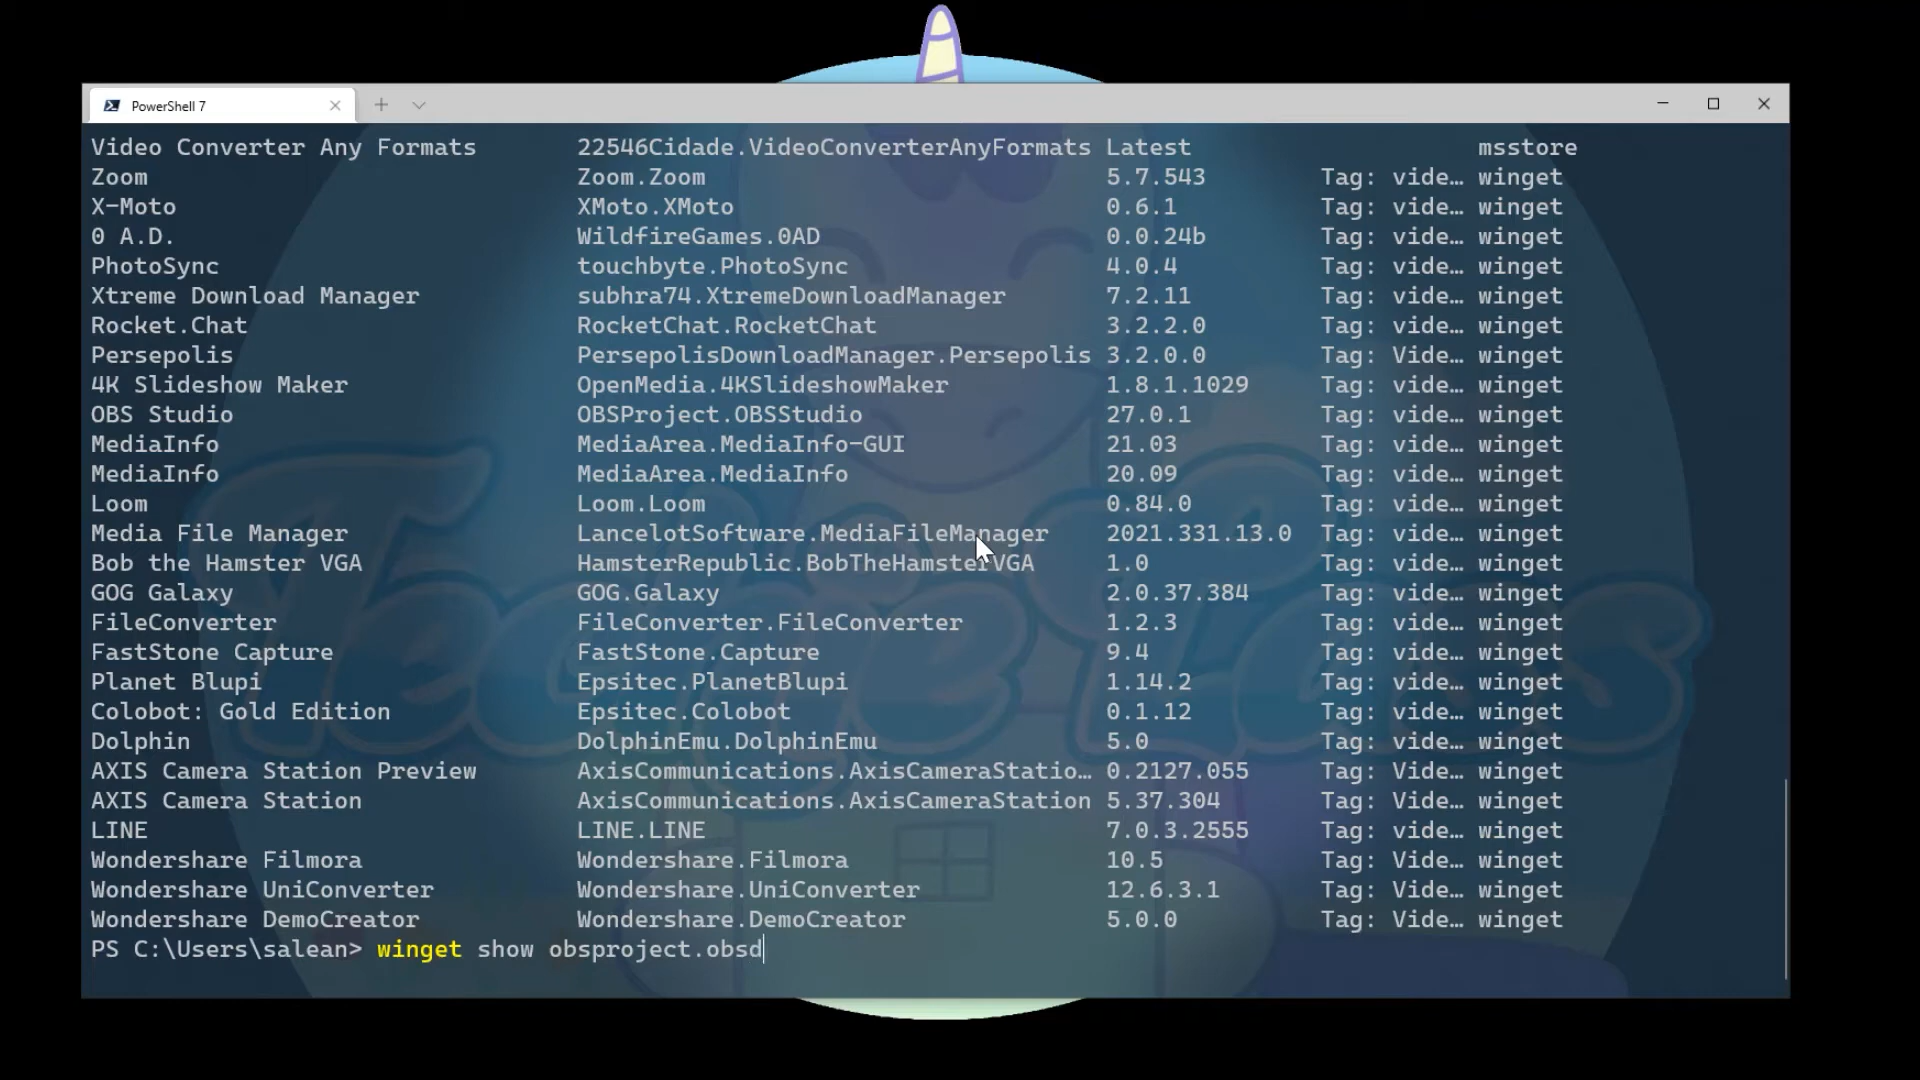 PowerShell 7
Video Converter Any Formats 22546Cidade.VideoConverterAnyFormats Latest msstore
Zoom Zoom.Zoom 5.7.543 Tag: vide… winget
X-Moto XMoto.XMoto 0.6.1 Tag: vide… winget
0 A.D. WildfireGames.0AD 0.0.24b Tag: vide… winget
PhotoSync touchbyte.PhotoSync 4.0.4 Tag: vide… winget
Xtreme Download Manager subhra74.XtremeDownloadManager 7.2.11 Tag: vide… winget
Rocket.Chat RocketChat.RocketChat 3.2.2.0 Tag: vide… winget
Persepolis PersepolisDownloadManager.Persepolis 3.2.0.0 Tag: Vide… winget
4K Slideshow Maker OpenMedia.4KSlideshowMaker 1.8.1.1029 Tag: vide… winget
OBS Studio OBSProject.OBSStudio 27.0.1 Tag: vide… winget
MediaInfo MediaArea.MediaInfo-GUI 21.03 Tag: vide… winget
MediaInfo MediaArea.MediaInfo 20.09 Tag: vide… winget
Loom Loom.Loom 0.84.0 Tag: vide… winget
Media File Manager LancelotSoftware.MediaFileManager 2021.331.13.0 Tag: vide… winget
Bob the Hamster VGA HamsterRepublic.BobTheHamsterVGA 1.0 Tag: vide… winget
GOG Galaxy GOG.Galaxy 2.0.37.384 Tag: vide… winget
FileConverter FileConverter.FileConverter 1.2.3 Tag: vide… winget
FastStone Capture FastStone.Capture 9.4 Tag: vide… winget
Planet Blupi Epsitec.PlanetBlupi 1.14.2 Tag: vide… winget
Colobot: Gold Edition Epsitec.Colobot 0.1.12 Tag: vide… winget
Dolphin DolphinEmu.DolphinEmu 5.0 Tag: vide… winget
AXIS Camera Station Preview AxisCommunications.AxisCameraStatio… 0.2127.055 Tag: vide… winget
AXIS Camera Station AxisCommunications.AxisCameraStation 5.37.304 Tag: vide… winget
LINE LINE.LINE 7.0.3.2555 Tag: vide… winget
Wondershare Filmora Wondershare.Filmora 10.5 Tag: Vide… winget
Wondershare UniConverter Wondershare.UniConverter 12.6.3.1 Tag: Vide… winget
Wondershare DemoCreator Wondershare.DemoCreator 5.0.0 Tag: Vide… winget
PS C:\Users\salean> winget show obsproject.obsd